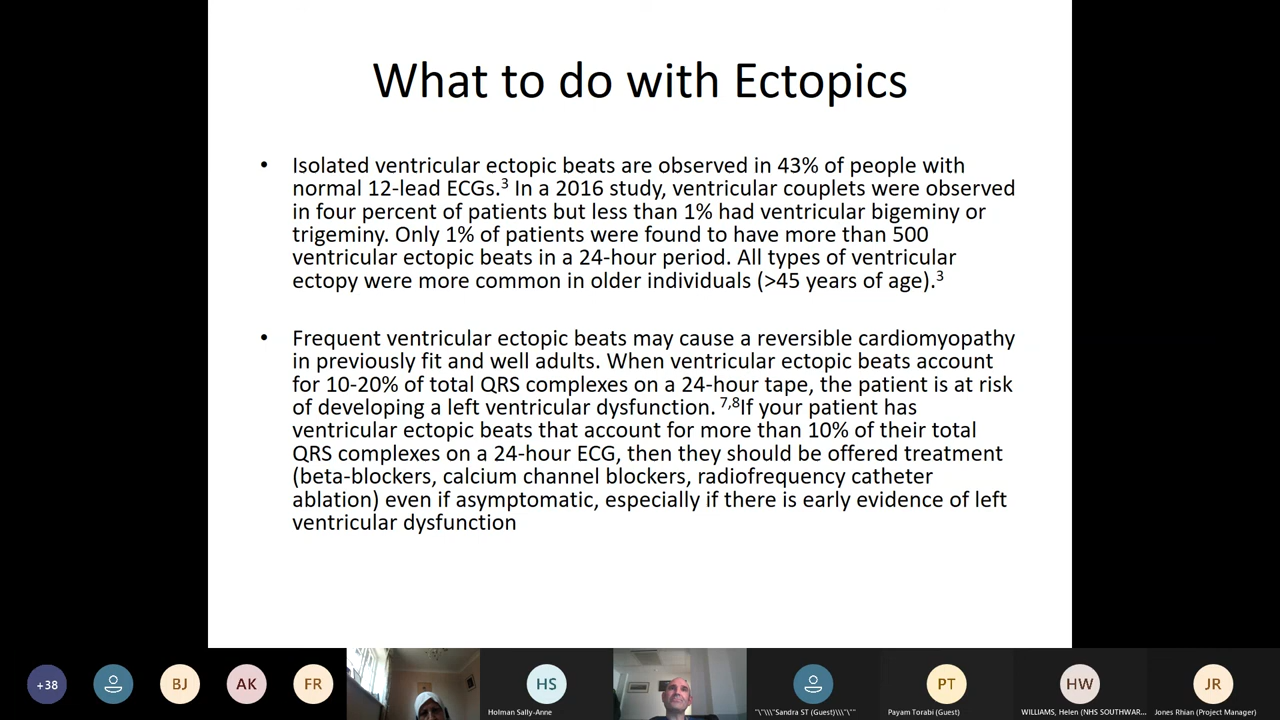 What to do with Ectopics
• Isolated ventricular ectopic beats are observed in 43% of people with
normal 12-lead ECGs.3 In a 2016 study, ventricular couplets were observed
in four percent of patients but less than 1% had ventricular bigeminy or
trigeminy. Only 1% of patients were found to have more than 500
ventricular ectopic beats in a 24-hour period. All types of ventricular
ectopy were more common in older individuals (>45 years of age).3
• Frequent ventricular ectopic beats may cause a reversible cardiomyopathy
in previously fit and well adults. When ventricular ectopic beats account
for 10-20% of total QRS complexes on a 24-hour tape, the patient is at risk
of developing a left ventricular dysfunction. 7,8If your patient has
ventricular ectopic beats that account for more than 10% of their total
QRS complexes on a 24-hour ECG, then they should be offered treatment
(beta-blockers, calcium channel blockers, radiofrequency catheter
ablation) even if asymptomatic, especially if there is early evidence of left
ventricular dysfunction
+38
BJ
AK
FR
HS
PT
HW
JR
Holman Sally-Anne
"\"\\\"Sandra ST (Guest)\\\"\""
Payam Torabi (Guest)
WILLIAMS, Helen (NHS SOUTHWAR...
Jones Rhian (Project Manager)